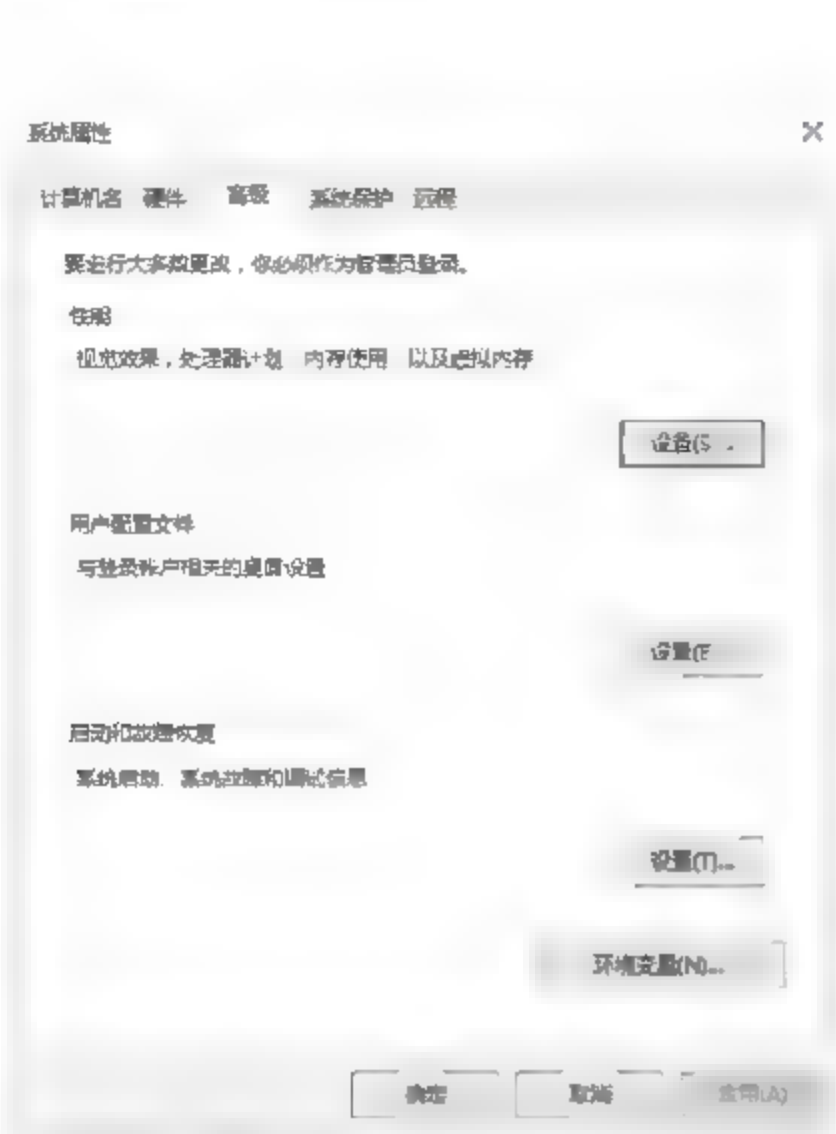 系统属性
计算机名 硬件 高级 系统保护 远程
要进行大多数更改，你必须作为管理员登录。
性能
视觉效果，处理器计划 内存使用 以及虚拟内存
设置(S ..
用户配置文件
与登录帐户相关的桌面设置
设置(E
启动和故障恢复
系统启动、系统故障和调试信息
设置(T)...
环境变量(N)...
确定 取消 应用(A)